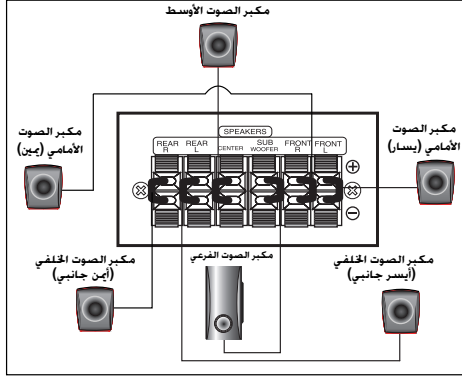 مكبر الصوت الأوسط
مكبر الصوت
الأمامي (يمين)
مكبر الصوت
الأمامي (يسار)
SPEAKERS
REAR R
REAR L
CENTER
SUB WOOFER
FRONT R
FRONT L
+
−
مكبر الصوت الخلفي
(أيمن جانبي)
مكبر الصوت الفرعي
مكبر الصوت الخلفي
(أيسر جانبي)